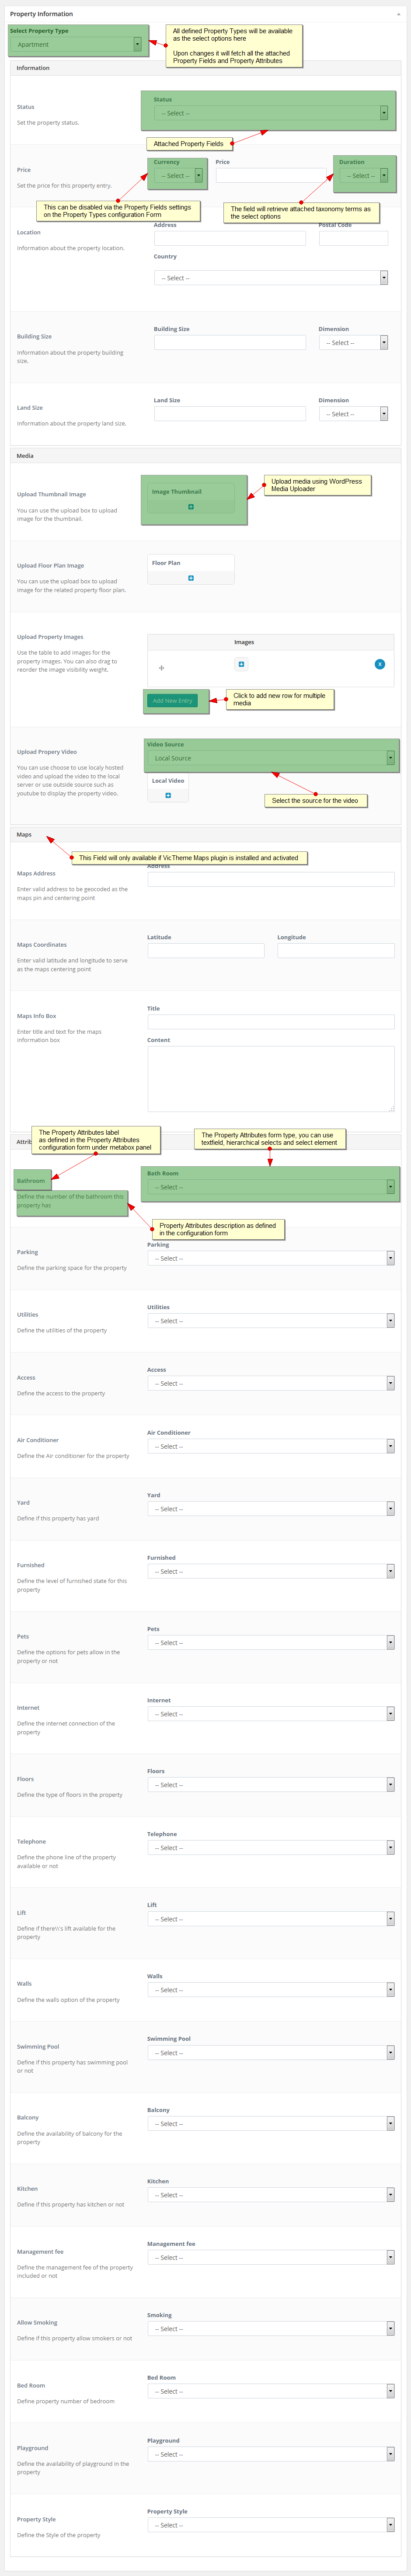 Property Information
Select Property Type
Apartment
All defined Property Types will be available
as the select options here
Upon changes it will fetch all the attached
Property Fields and Property Attributes
Information
Status
Set the property status.
Status
-- Select --
Attached Property Fields
Price
Set the price for this property entry.
Currency
-- Select --
Price
Duration
-- Select --
This can be disabled via the Property Fields settings
on the Property Types configuration Form
The field will retrieve attached taxonomy terms as
the select options
Location
Information about the property location.
Address
Postal Code
Country
-- Select --
Building Size
Information about the property building
size.
Building Size
Dimension
-- Select --
Land Size
Information about the property land size.
Land Size
Dimension
-- Select --
Media
Upload Thumbnail Image
You can use the upload box to upload
image for the thumbnail.
Image Thumbnail
Upload media using WordPress
Media Uploader
Upload Floor Plan Image
You can use the upload box to upload
image for the related property floor plan.
Floor Plan
Upload Property Images
Use the table to add images for the
property images. You can also drag to
reorder the image visibility weight.
Images
X
Add New Entry
Click to add new row for multiple
media
Upload Propery Video
You can use choose to use localy hosted
video and upload the video to the local
server or use outside source such as
youtube to display the property video.
Video Source
Local Source
Local Video
Select the source for the video
Maps
This Field will only available if VicTheme Maps plugin is installed and activated
Maps Address
Enter valid address to be geocoded as the
maps pin and centering point
Address
Maps Coordinates
Enter valid latitude and longitude to serve
as the maps centering point
Latitude
Longitude
Maps Info Box
Enter title and text for the maps
information box
Title
Content
The Property Attributes label
as defined in the Property Attributes
configuration form under metabox panel
The Property Attributes form type, you can use
textfield, hierarchical selects and select element
Attrib
Bathroom
Define the number of the bathroom this
property has
Bath Room
-- Select --
Property Attributes description as defined
in the configuration form
Parking
Define the parking space for the property
Parking
-- Select --
Utilities
Define the utilities of the property
Utilities
-- Select --
Access
Define the access to the property
Access
-- Select --
Air Conditioner
Define the Air conditioner for the property
Air Conditioner
-- Select --
Yard
Define if this property has yard
Yard
-- Select --
Furnished
Define the level of furnished state for this
property
Furnished
-- Select --
Pets
Define the options for pets allow in the
property or not
Pets
-- Select --
Internet
Define the internet connection of the
property
Internet
-- Select --
Floors
Define the type of floors in the property
Floors
-- Select --
Telephone
Define the phone line of the property
available or not
Telephone
-- Select --
Lift
Define if there\\'s lift available for the
property
Lift
-- Select --
Walls
Define the walls option of the property
Walls
-- Select --
Swimming Pool
Define if this property has swimming pool
or not
Swimming Pool
-- Select --
Balcony
Define the availability of balcony for the
property
Balcony
-- Select --
Kitchen
Define if this property has kitchen or not
Kitchen
-- Select --
Management fee
Define the management fee of the property
included or not
Management fee
-- Select --
Allow Smoking
Define if this property allow smokers or not
Smoking
-- Select --
Bed Room
Define property number of bedroom
Bed Room
-- Select --
Playground
Define the availability of playground in the
property
Playground
-- Select --
Property Style
Define the Style of the property
Property Style
-- Select --